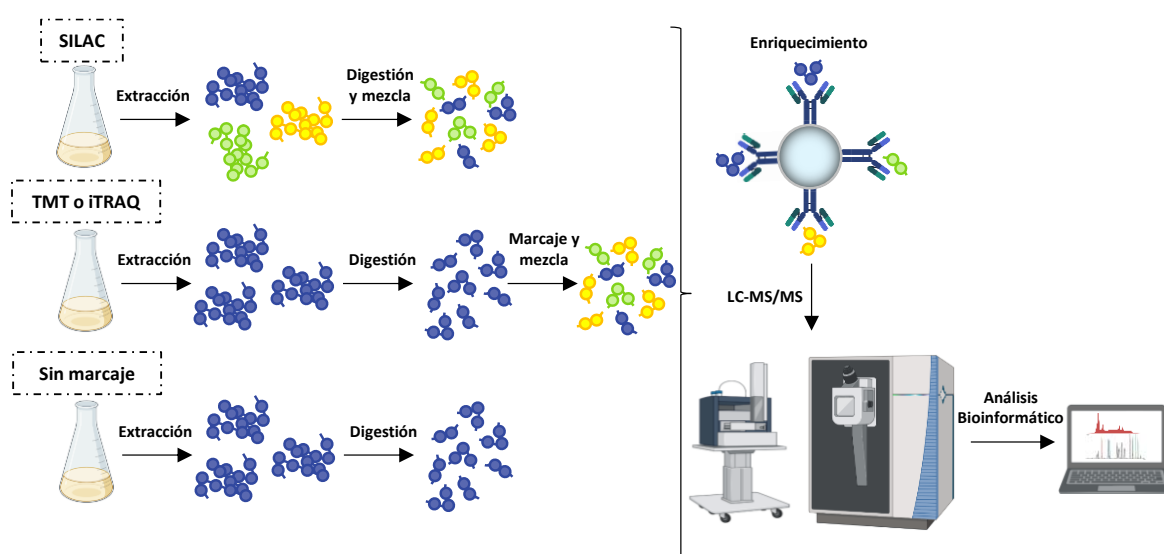 SILAC
Extracción
Digestión
y mezcla
TMT o iTRAQ
Extracción
Digestión
Marcaje y
mezcla
Sin marcaje
Extracción
Digestión
Enriquecimiento
LC-MS/MS
Análisis
Bioinformático